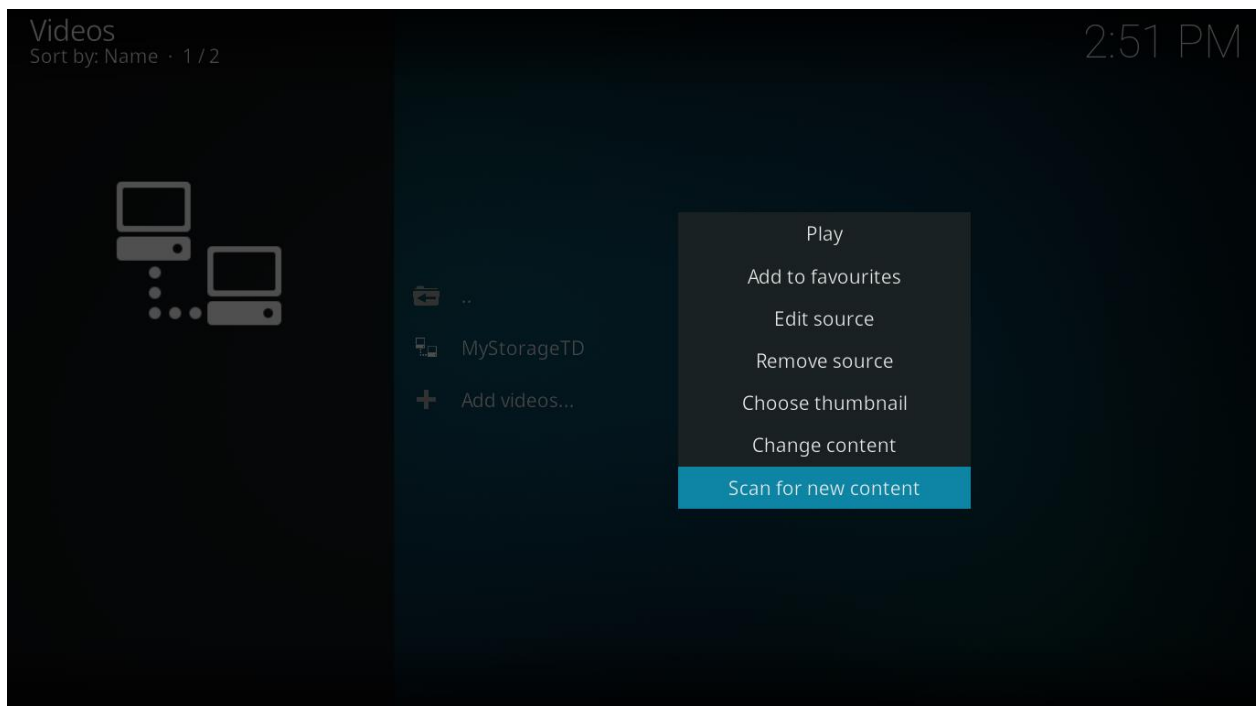 Videos
2:51 PM
Sort by: Name · 1 / 2
Play
Add to favourites
..
Edit source
MyStorageTD
Remove source
Add videos...
Choose thumbnail
Change content
Scan for new content